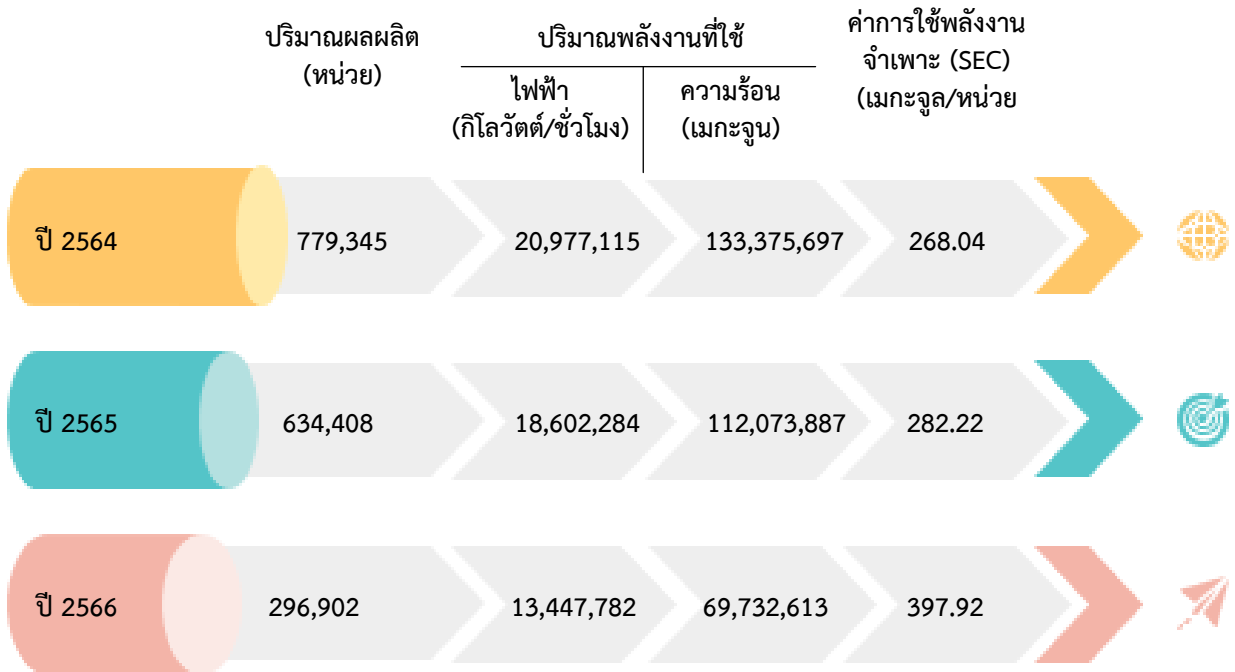 ปริมาณผลผลิต
(หน่วย)
ปริมาณพลังงานที่ใช้
ไฟฟ้า
(กิโลวัตต์/ชั่วโมง)
ความร้อน
(เมกะจูน)
ค่าการใช้พลังงาน
จำเพาะ (SEC)
(เมกะจูล/หน่วย
ปี 2564 779,345 20,977,115 133,375,697 268.04
ปี 2565 634,408 18,602,284 112,073,887 282.22
ปี 2566 296,902 13,447,782 69,732,613 397.92